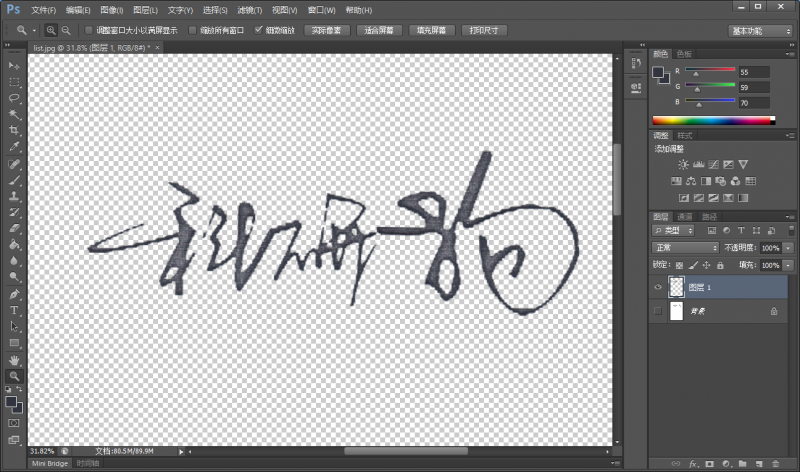 Ps 文件(F) 编辑(E) 图像(I) 图层(L) 文字(Y) 选择(S) 滤镜(T) 视图(V) 窗口(W) 帮助(H)
调整窗口大小以满屏显示 缩放所有窗口 细微缩放 实际像素 适合屏幕 填充屏幕 打印尺寸 基本功能
list.jpg @ 31.8% (图层 1, RGB/8#) * ×
颜色 色板
R 55
G 59
B 70
调整 样式
添加调整
图层 通道 路径
类型
正常 不透明度: 100%
锁定: 填充: 100%
图层 1
背景
31.82% 文档:80.5M/89.9M
Mini Bridge 时间轴